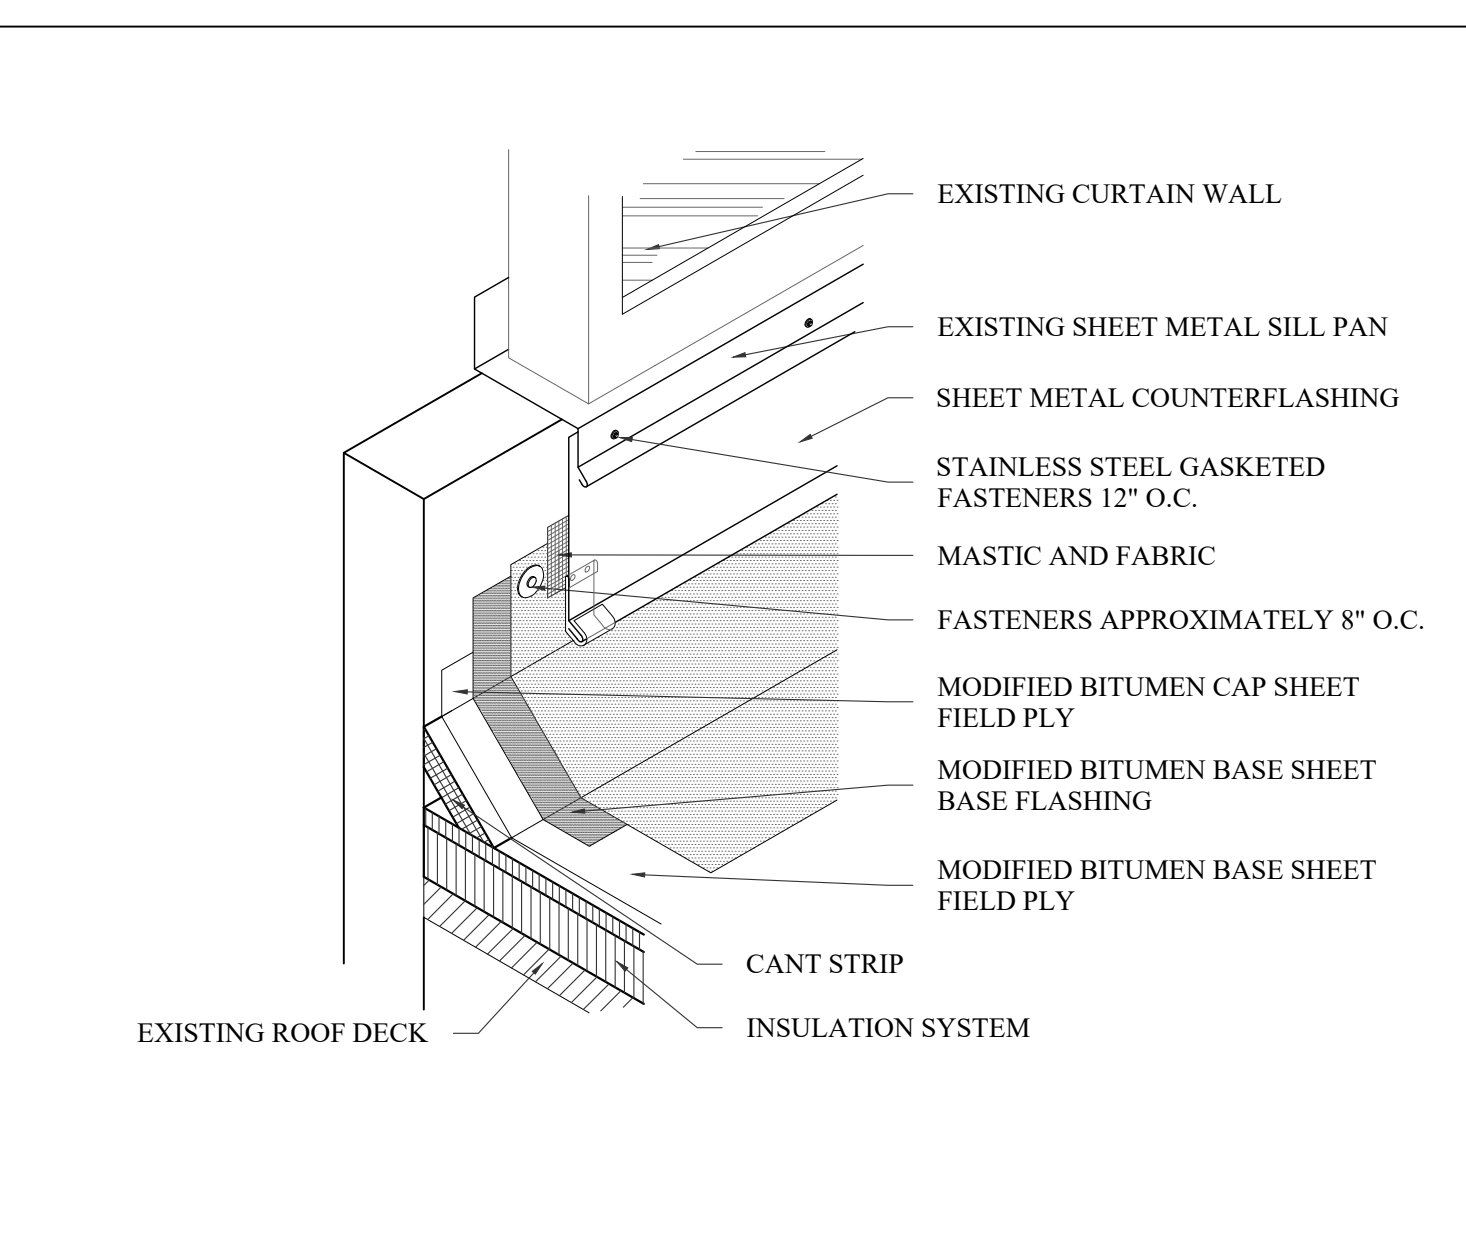 EXISTING CURTAIN WALL
EXISTING SHEET METAL SILL PAN
SHEET METAL COUNTERFLASHING
STAINLESS STEEL GASKETED
FASTENERS 12" O.C.
MASTIC AND FABRIC
FASTENERS APPROXIMATELY 8" O.C.
MODIFIED BITUMEN CAP SHEET
FIELD PLY
MODIFIED BITUMEN BASE SHEET
BASE FLASHING
MODIFIED BITUMEN BASE SHEET
FIELD PLY
CANT STRIP
INSULATION SYSTEM
EXISTING ROOF DECK